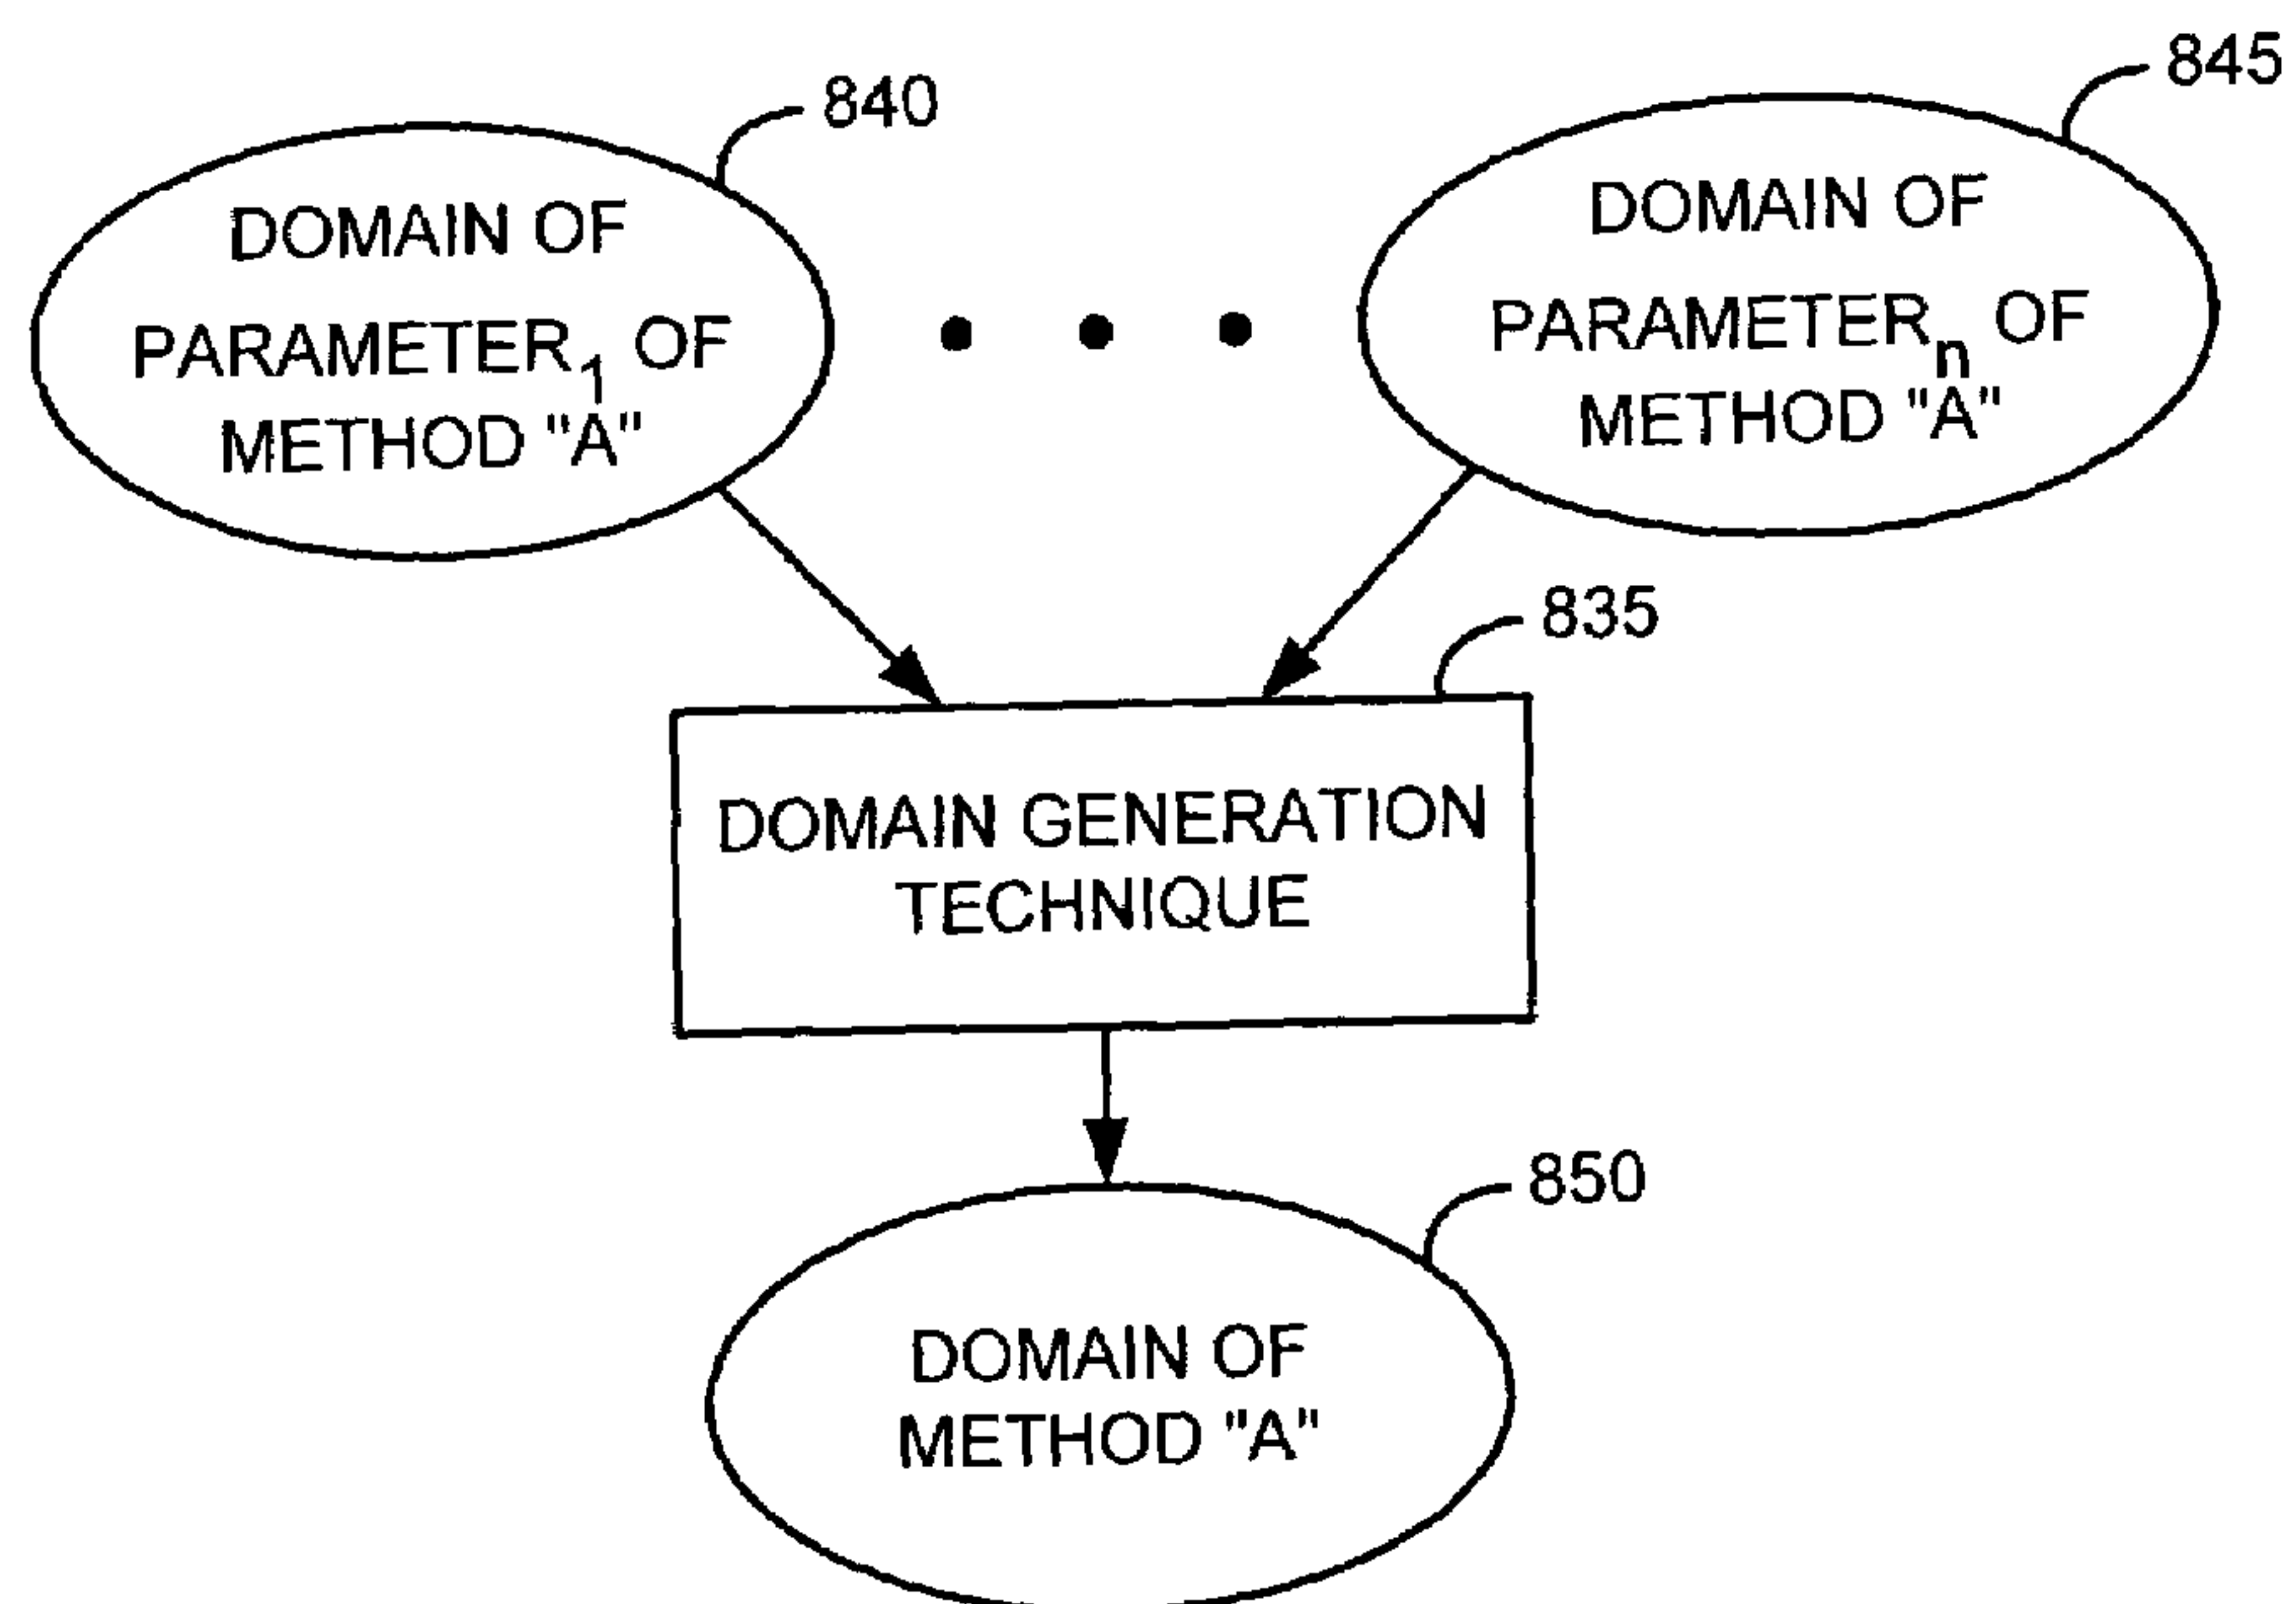 840
845
DOMAIN OF
PARAMETER₁ OF
METHOD "A"
DOMAIN OF
PARAMETERₙ OF
METHOD "A"
835
DOMAIN GENERATION
TECHNIQUE
850
DOMAIN OF
METHOD "A"